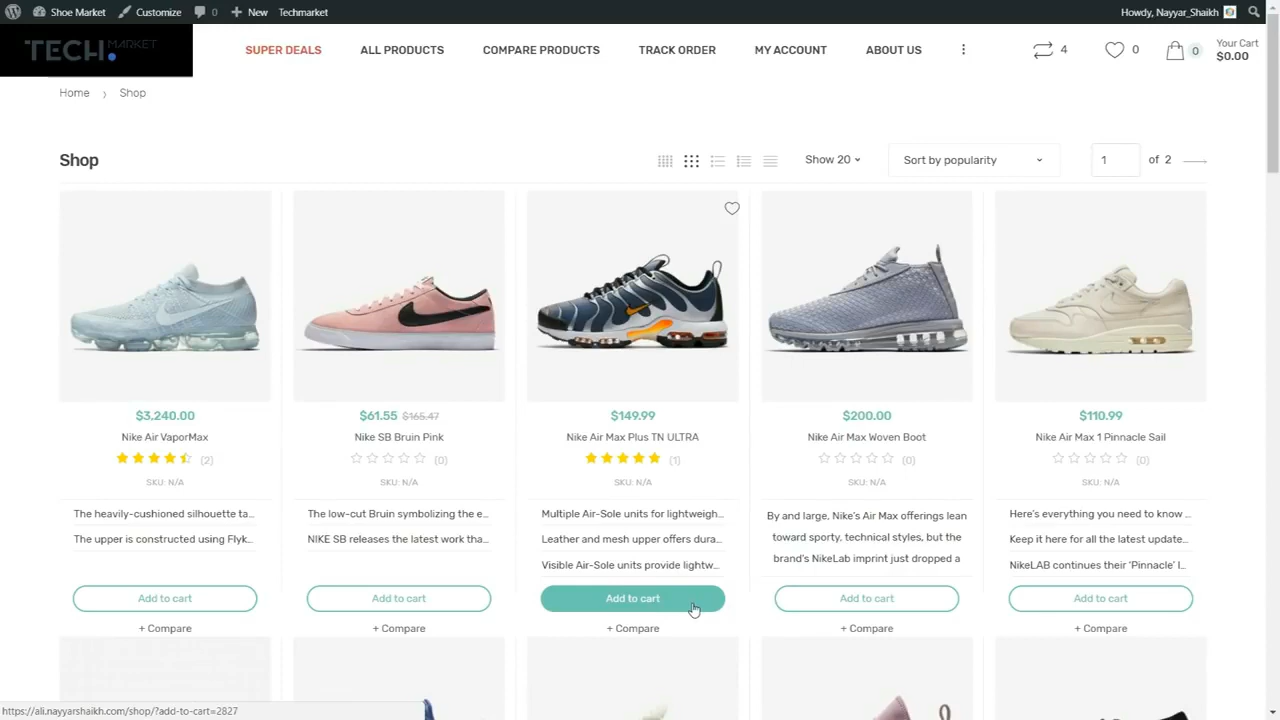 Shoe Market Customize 0 New Techmarket Howdy, Nayyar_Shaikh
TECH MARKET
SUPER DEALS ALL PRODUCTS COMPARE PRODUCTS TRACK ORDER MY ACCOUNT ABOUT US 4 0 0 Your Cart
$0.00
Home › Shop
Shop Show 20 Sort by popularity 1 of 2
$3,240.00 $61.55 $165.47 $149.99 $200.00 $110.99
Nike Air VaporMax Nike SB Bruin Pink Nike Air Max Plus TN ULTRA Nike Air Max Woven Boot Nike Air Max 1 Pinnacle Sail
(2) (0) (1) (0) (0)
SKU: N/A SKU: N/A SKU: N/A SKU: N/A SKU: N/A
The heavily-cushioned silhouette ta... The low-cut Bruin symbolizing the e... Multiple Air-Sole units for lightweigh... By and large, Nike's Air Max offerings lean Here's everything you need to know ...
The upper is constructed using Flyk... NIKE SB releases the latest work tha... Leather and mesh upper offers dura... toward sporty, technical styles, but the Keep it here for all the latest update...
Visible Air-Sole units provide lightw... brand's NikeLab imprint just dropped a NikeLAB continues their 'Pinnacle' l...
Add to cart Add to cart Add to cart Add to cart Add to cart
+ Compare + Compare + Compare + Compare + Compare
https://ali.nayyarshaikh.com/shop/?add-to-cart=2827